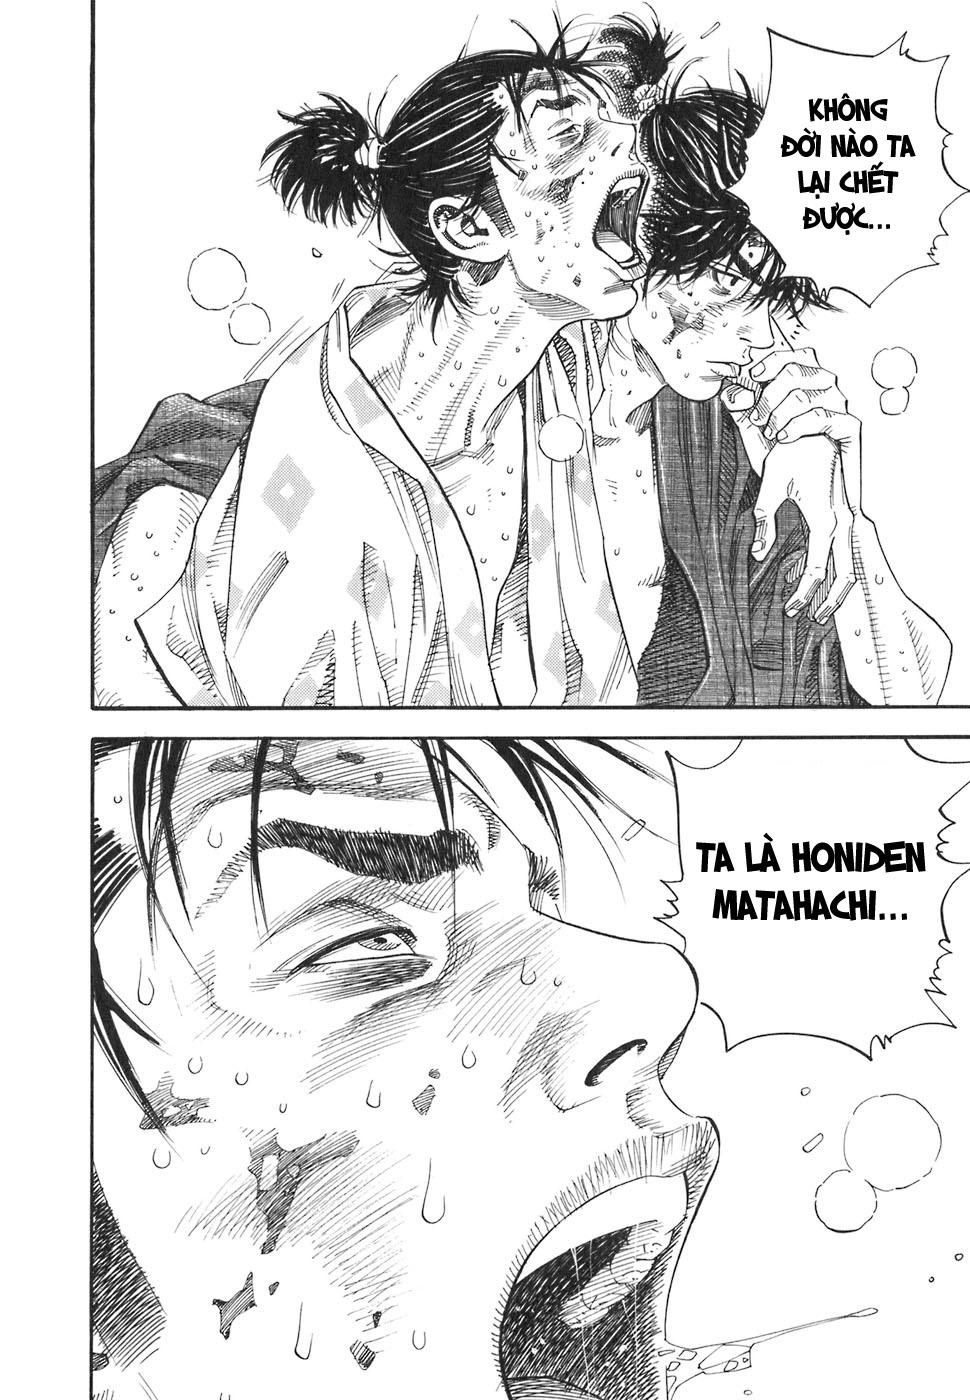 KHÔNG
ĐỜI NÀO TA
LẠI CHẾT
ĐƯỢC...
TA LÀ HONIDEN
MATAHACHI...